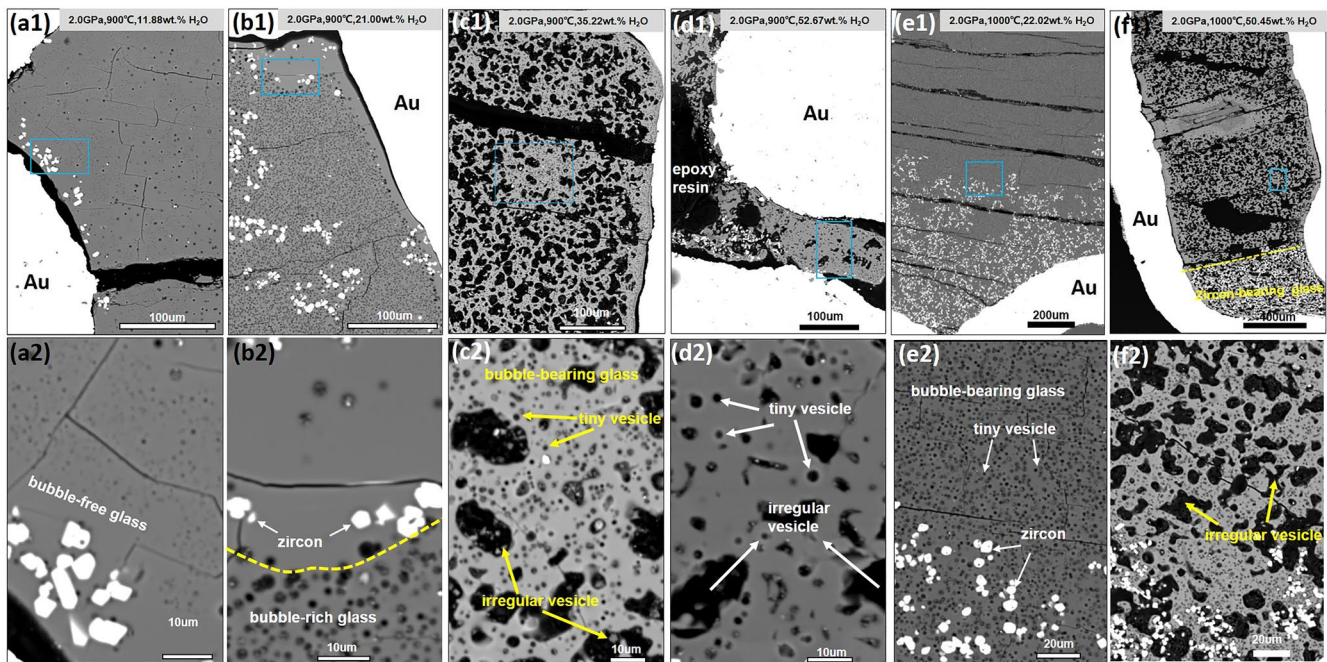 (a1)
2.0GPa,900℃,11.88wt.% H₂O
Au
Au
100um
(b1)
2.0GPa,900℃,21.00wt.% H₂O
Au
100um
(c1)
2.0GPa,900℃,35.22wt.% H₂O
100um
(d1)
2.0GPa,900℃,52.67wt.% H₂O
Au
epoxy
resin
100um
(e1)
2.0GPa,1000℃,22.02wt.% H₂O
Au
200um
(f1)
2.0GPa,1000℃,50.45wt.% H₂O
Au
Zircon-bearing glass
400um
(a2)
bubble-free glass
10um
(b2)
zircon
bubble-rich glass
10um
(c2)
bubble-bearing glass
tiny vesicle
irregular vesicle
10um
(d2)
tiny vesicle
irregular
vesicle
10um
(e2)
bubble-bearing glass
tiny vesicle
zircon
20um
(f2)
irregular vesicle
20um